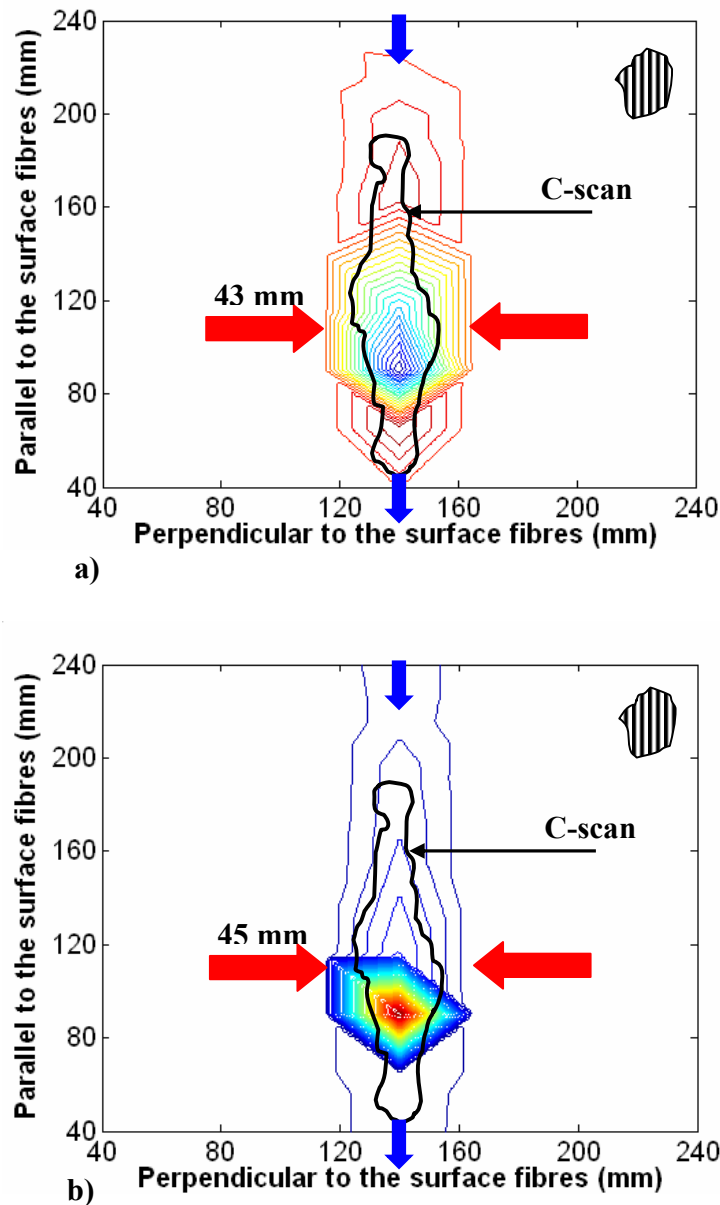 240
200
160
120
80
40
Parallel to the surface fibres (mm)
C-scan
43 mm
40 80 120 160 200 240
Perpendicular to the surface fibres (mm)
a)
240
200
160
120
80
40
Parallel to the surface fibres (mm)
C-scan
45 mm
40 80 120 160 200 240
Perpendicular to the surface fibres (mm)
b)